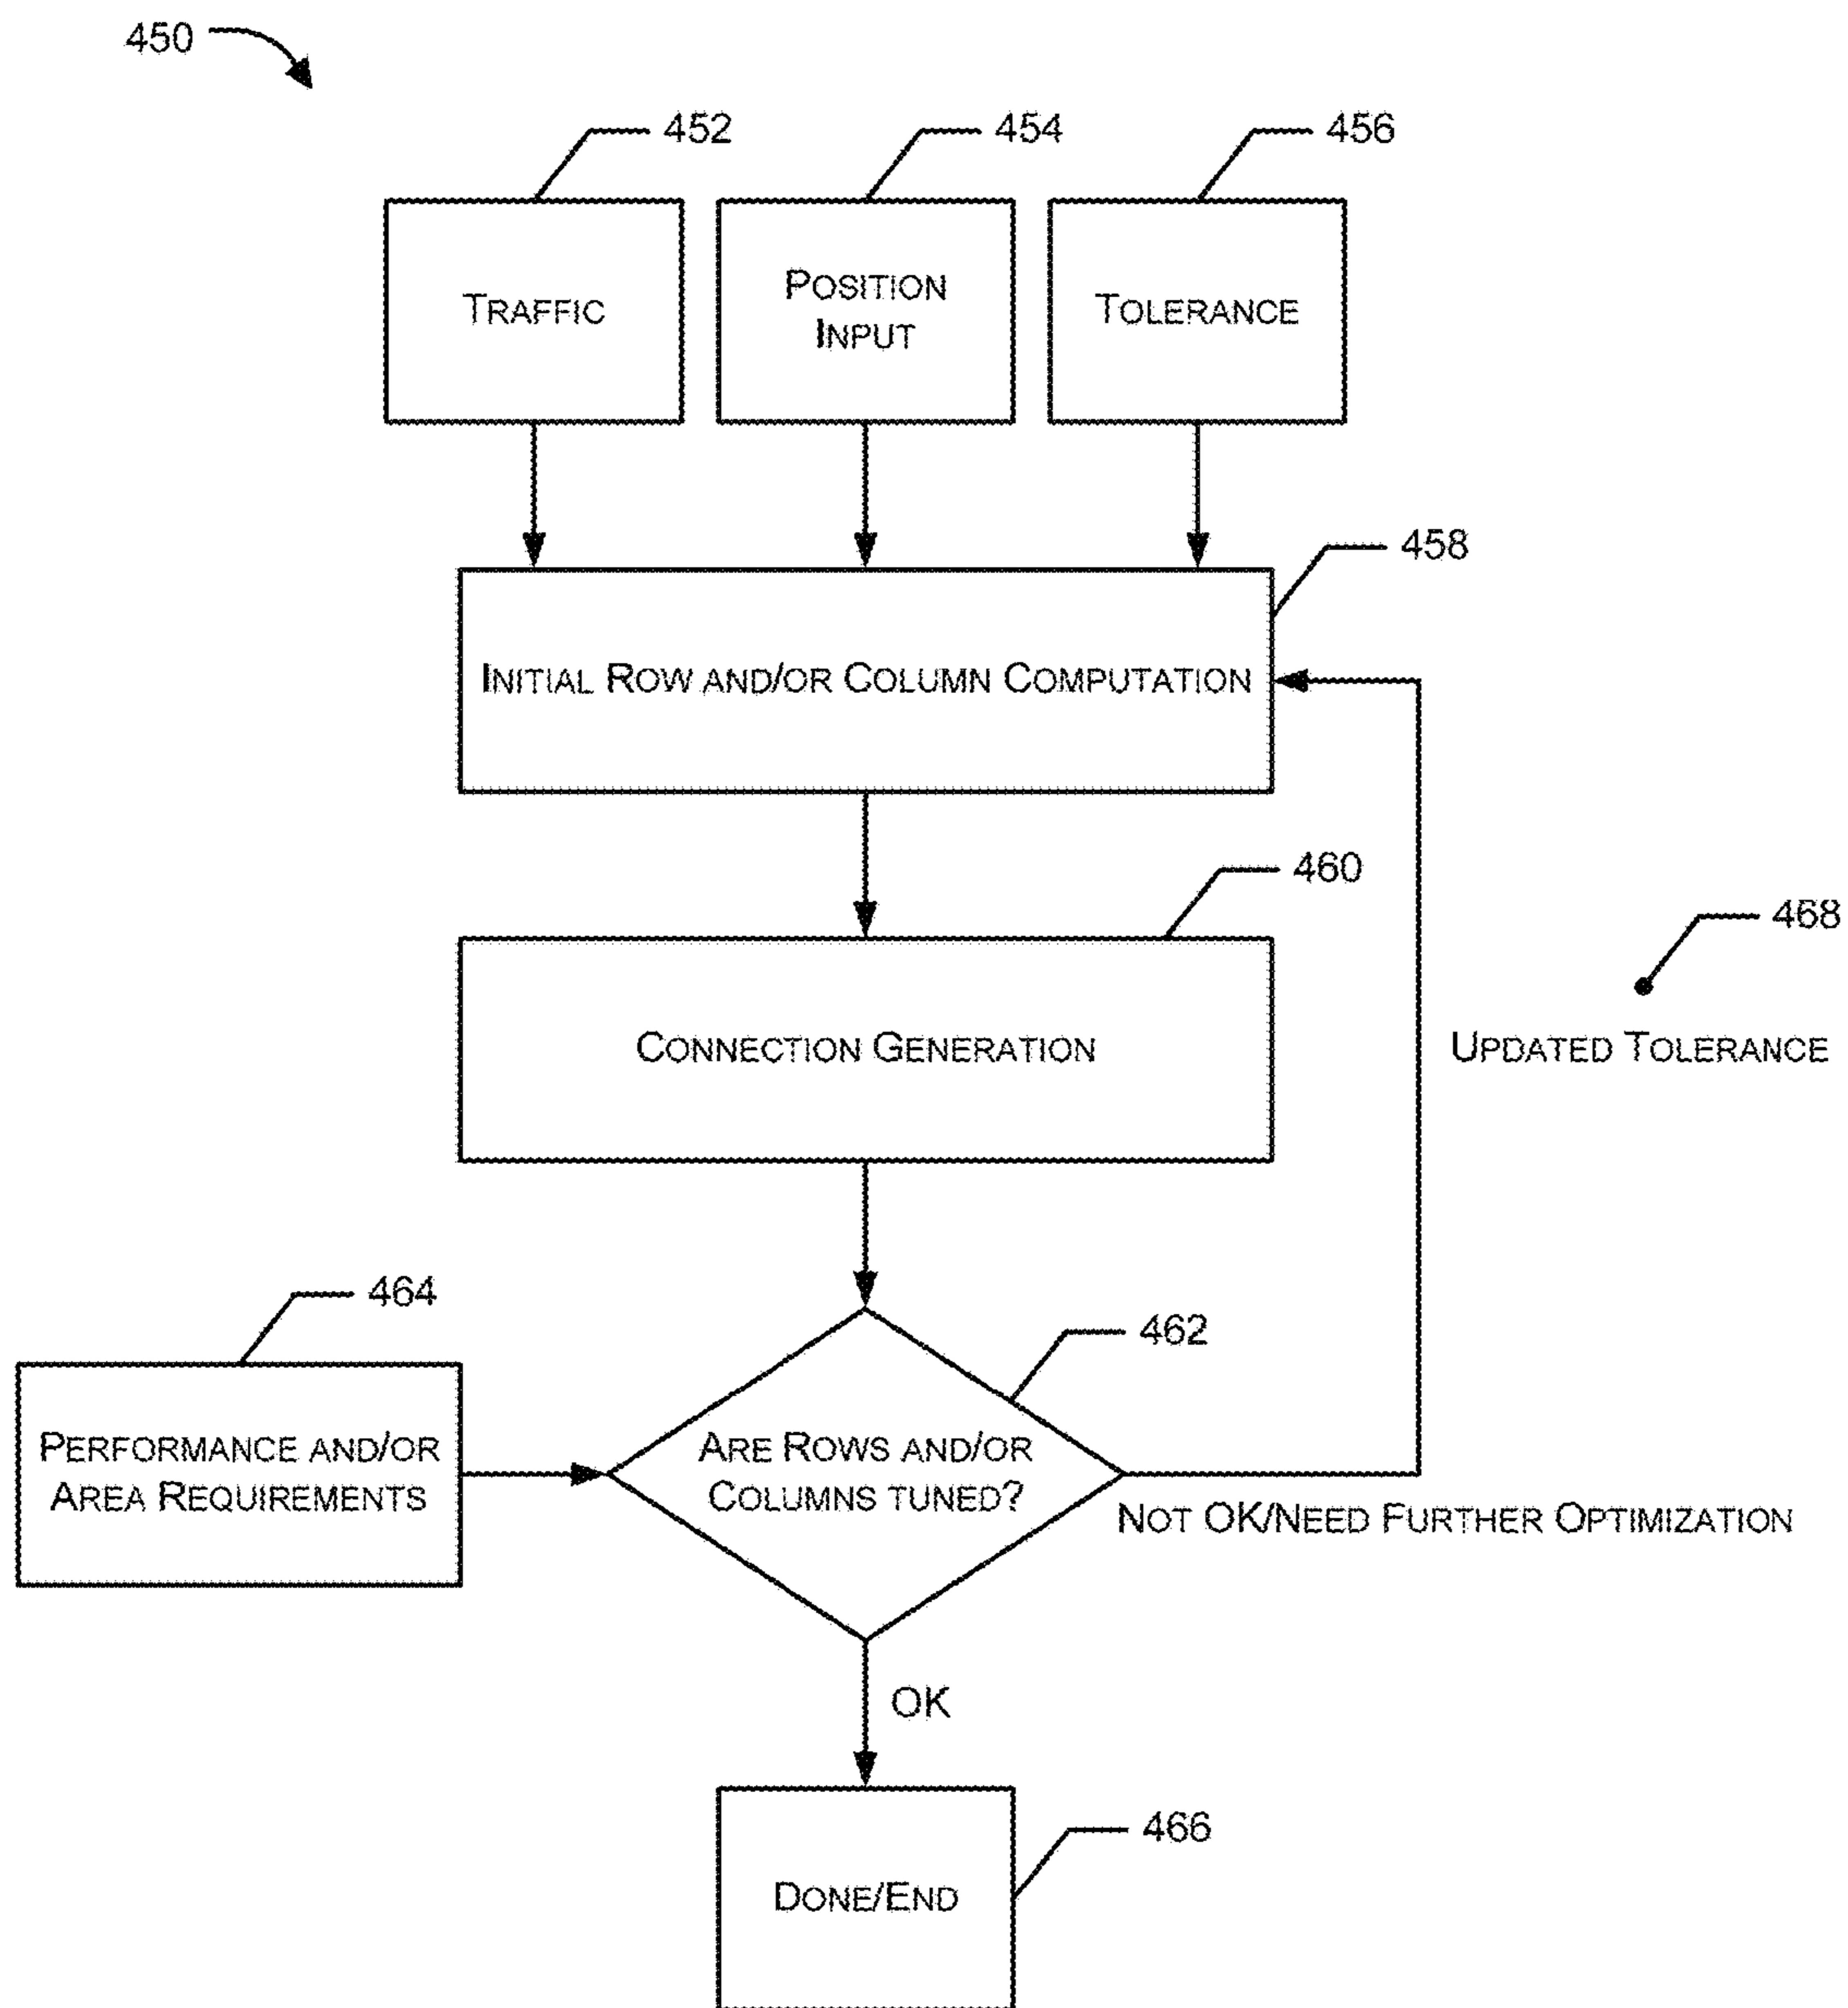 450
452
454
456
TRAFFIC
POSITION
INPUT
TOLERANCE
458
INITIAL ROW AND/OR COLUMN COMPUTATION
460
468
CONNECTION GENERATION
UPDATED TOLERANCE
464
462
PERFORMANCE AND/OR
AREA REQUIREMENTS
ARE ROWS AND/OR
COLUMNS TUNED?
NOT OK/NEED FURTHER OPTIMIZATION
OK
466
DONE/END